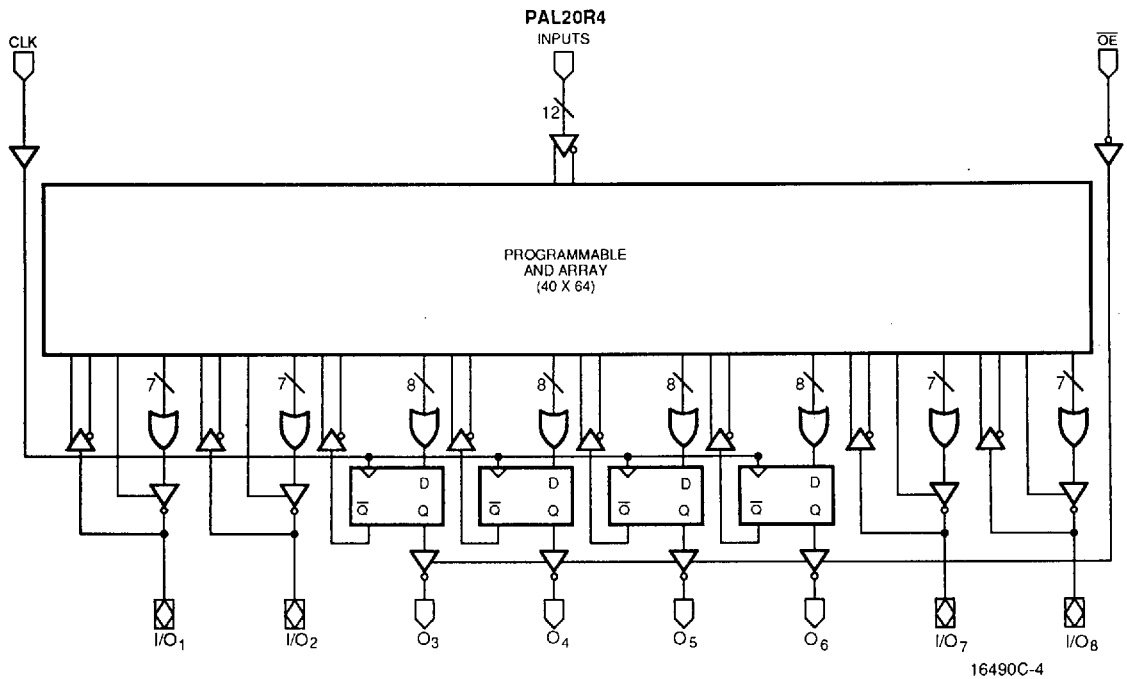 PAL20R4
INPUTS
CLK
OE
12
PROGRAMMABLE
AND ARRAY
(40 X 64)
7 7 8 8 8 8 7 7
D D D D
Q Q Q Q Q Q Q Q
I/O1 I/O2 O3 O4 O5 O6 I/O7 I/O8
16490C-4